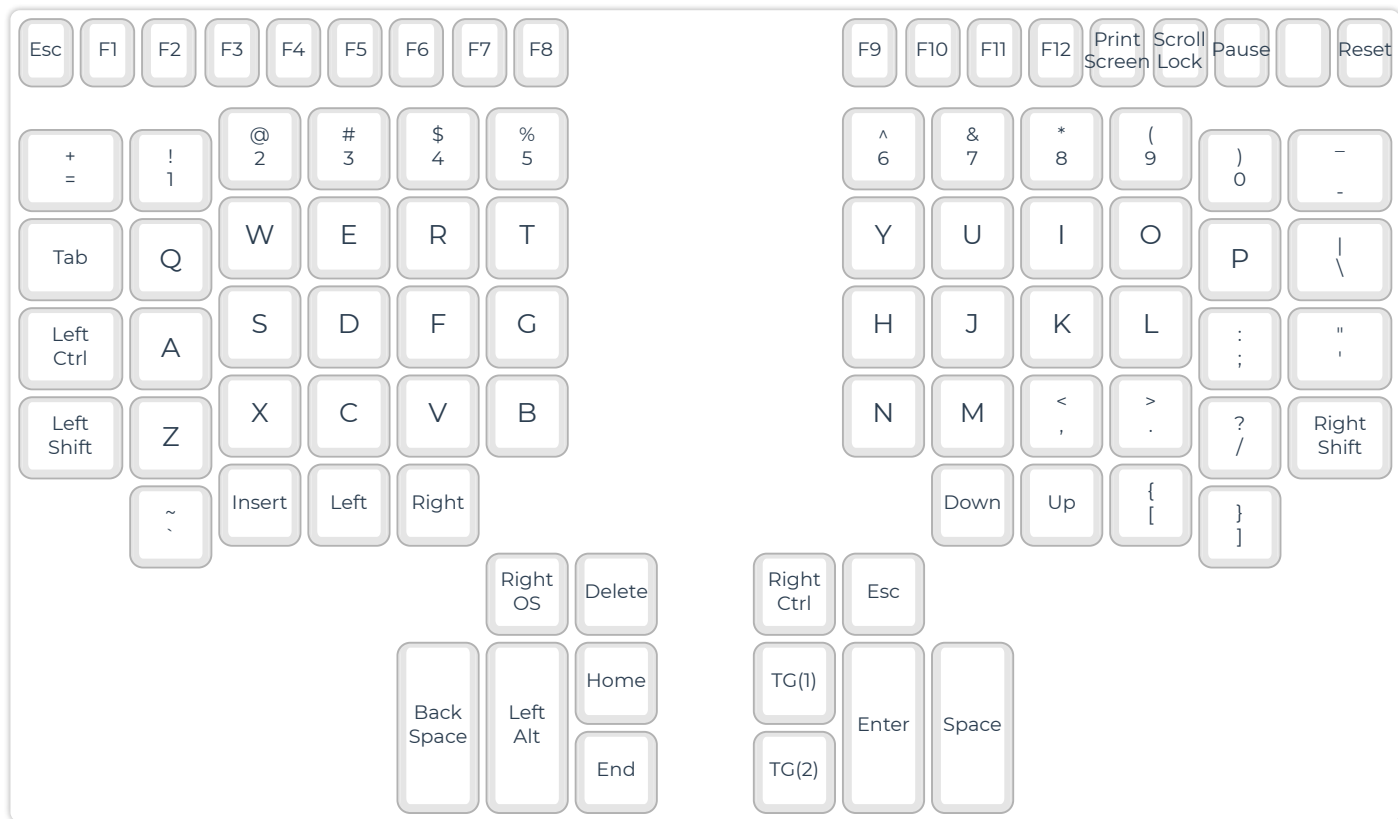 Esc F1 F2 F3 F4 F5 F6 F7 F8 F9 F10 F11 F12 Print Screen Scroll Lock Pause Reset
@ # $ % ^ & * (
2 3 4 5 6 7 8 9
+ ! ) _
= 1 0 -
W E R T Y U I O
Tab Q P |
\
S D F G H J K L
Left Ctrl A : "
; '
X C V B N M < >
, .
Left Shift Z ? Right Shift
/
Insert Left Right Down Up { 
[
~ }
` ]
Right OS Delete Right Ctrl Esc
Home TG(1)
Back Space Left Alt Enter Space
End TG(2)